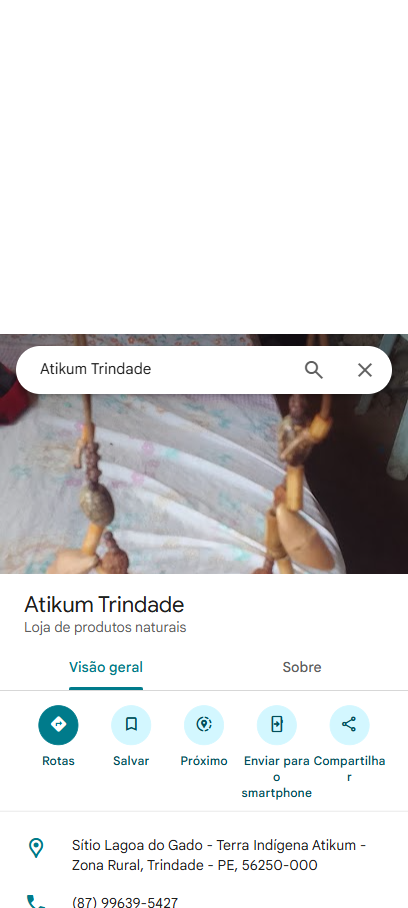 Atikum Trindade
Atikum Trindade
Loja de produtos naturais
Visão geral
Sobre
Rotas
Salvar
Próximo
Enviar para
o
smartphone
Compartilha
r
Sítio Lagoa do Gado - Terra Indígena Atikum -
Zona Rural, Trindade - PE, 56250-000
(87) 99639-5427